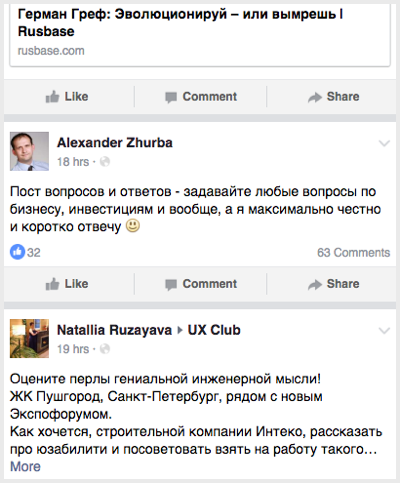 Герман Греф: Эволюционируй – или вымрешь |
Rusbase
rusbase.com
Like Comment Share
Alexander Zhurba
18 hrs ·
Пост вопросов и ответов - задавайте любые вопросы по
бизнесу, инвестициям и вообще, а я максимально честно
и коротко отвечу
32 63 Comments
Like Comment Share
Natallia Ruzayava UX Club
19 hrs ·
Оцените перлы гениальной инженерной мысли!
ЖК Пушгород, Санкт-Петербург, рядом с новым
Экспофорумом.
Как хочется, строительной компании Интеко, рассказать
про юзабилити и посоветовать взять на работу такого…
More